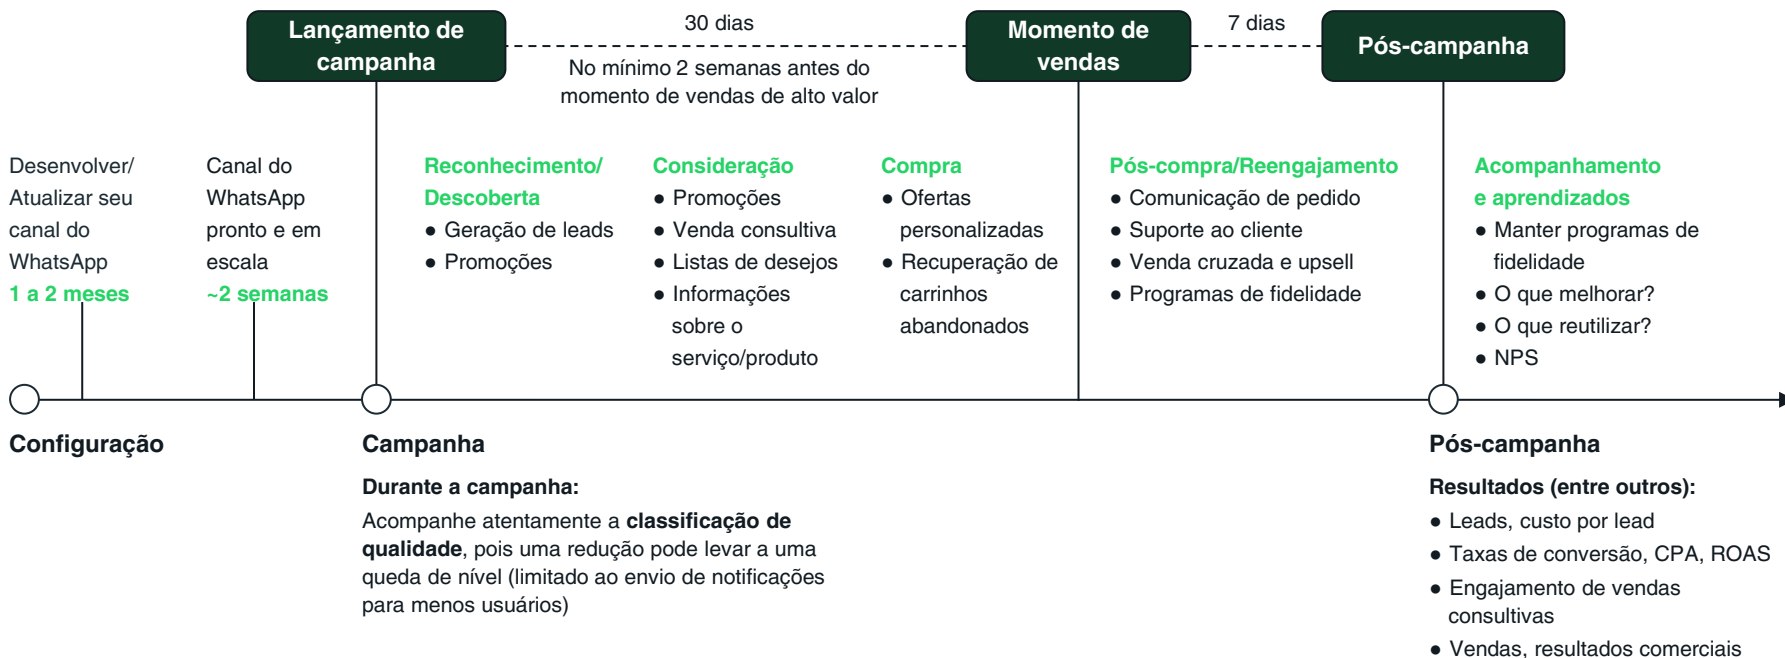 Lançamento de
campanha
30 dias
No mínimo 2 semanas antes do
momento de vendas de alto valor
Momento de
vendas
7 dias
Pós-campanha
Desenvolver/
Atualizar seu
canal do
WhatsApp
1 a 2 meses
Canal do
WhatsApp
pronto e em
escala
~2 semanas
Reconhecimento/
Descoberta
● Geração de leads
● Promoções
Consideração
● Promoções
● Venda consultiva
● Listas de desejos
● Informações
sobre o
serviço/produto
Compra
● Ofertas
personalizadas
● Recuperação de
carrinhos
abandonados
Pós-compra/Reengajamento
● Comunicação de pedido
● Suporte ao cliente
● Venda cruzada e upsell
● Programas de fidelidade
Acompanhamento
e aprendizados
● Manter programas de
fidelidade
● O que melhorar?
● O que reutilizar?
● NPS
Configuração
Campanha
Durante a campanha:
Acompanhe atentamente a classificação de
qualidade, pois uma redução pode levar a uma
queda de nível (limitado ao envio de notificações
para menos usuários)
Pós-campanha
Resultados (entre outros):
● Leads, custo por lead
● Taxas de conversão, CPA, ROAS
● Engajamento de vendas
consultivas
● Vendas, resultados comerciais